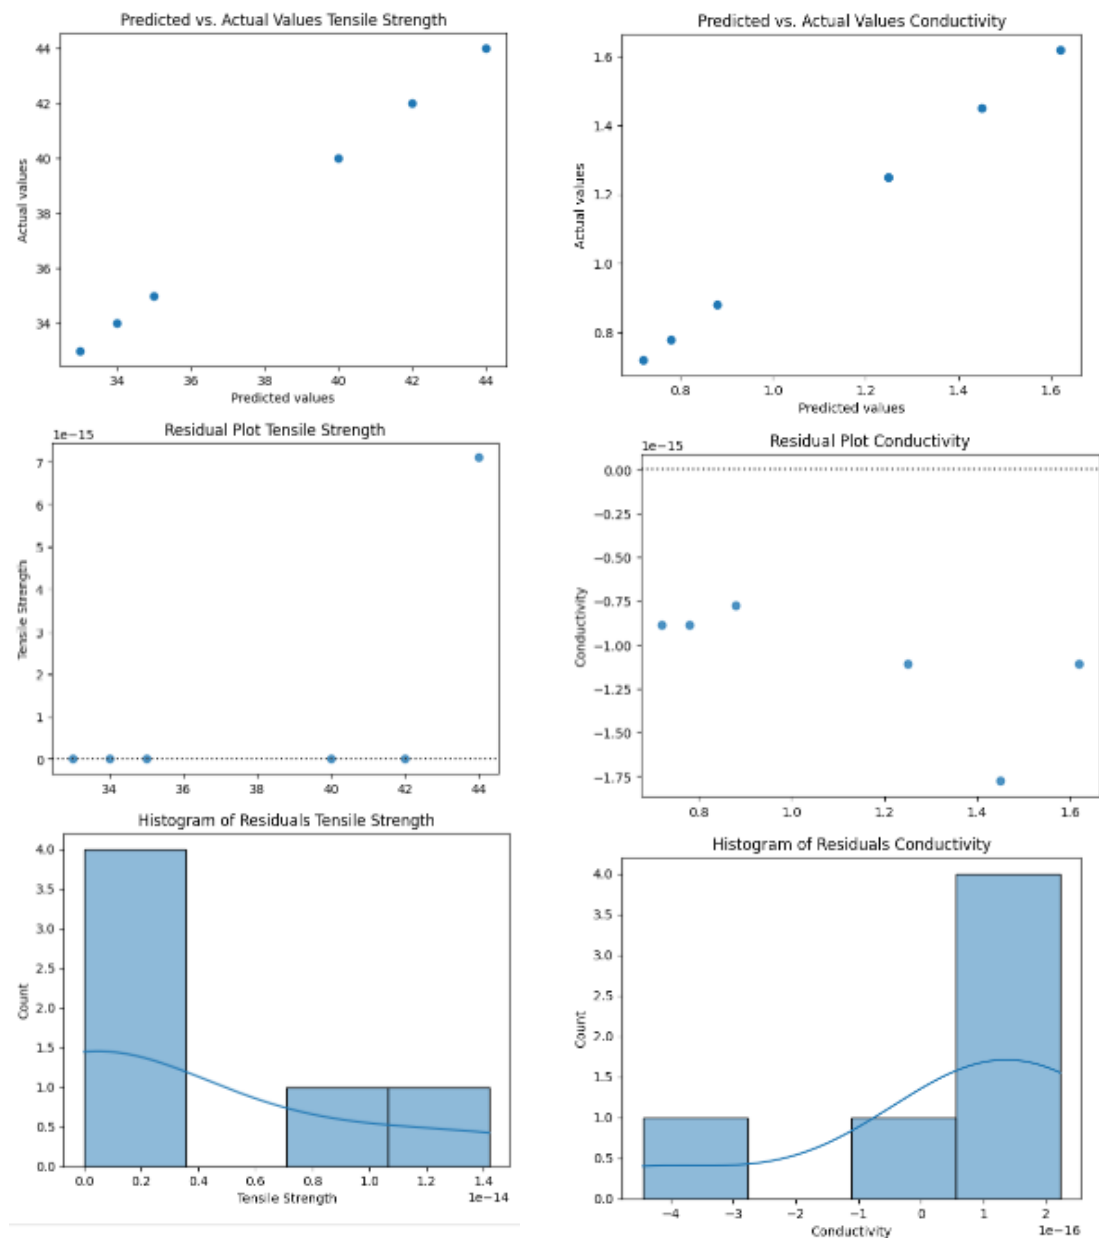 Predicted vs. Actual Values Tensile Strength
44
42
40
38
36
34
Actual values
34 36 38 40 42 44
Predicted values
Predicted vs. Actual Values Conductivity
1.6
1.4
1.2
1.0
0.8
Actual values
0.8 1.0 1.2 1.4 1.6
Predicted values
1e−15
Residual Plot Tensile Strength
7
6
5
4
3
2
1
0
Tensile Strength
34 36 38 40 42 44
1e−15
Residual Plot Conductivity
0.00
−0.25
−0.50
−0.75
−1.00
−1.25
−1.50
−1.75
Conductivity
0.8 1.0 1.2 1.4 1.6
Histogram of Residuals Tensile Strength
4.0
3.5
3.0
2.5
2.0
1.5
1.0
0.5
0.0
Count
0.0 0.2 0.4 0.6 0.8 1.0 1.2 1.4
Tensile Strength
1e−14
Histogram of Residuals Conductivity
4.0
3.5
3.0
2.5
2.0
1.5
1.0
0.5
0.0
Count
−4 −3 −2 −1 0 1 2
Conductivity
1e−16